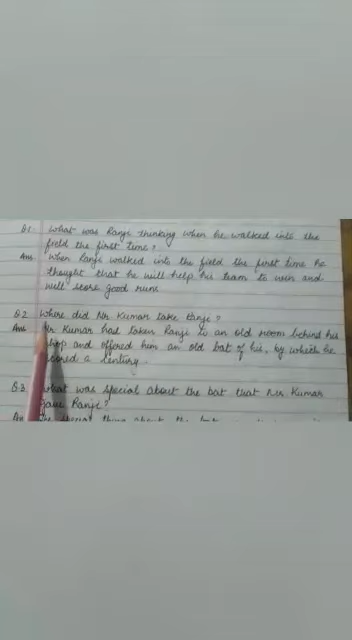 Q1. What was Ranji thinking when he walked into the
field the first time?
Ans When Ranji walked into the field the first time he
thought that he will help his team to win and
will score good runs
Q.2 Where did Mr Kumar take Ranji?
Ans Mr Kumar had taken Ranji to an old room behind his
shop and offered him an old bat of his, by which he
scored a century.
Q.3 What was special about the bat that Mr Kumar
gave Ranji?
Ans The special thing about the